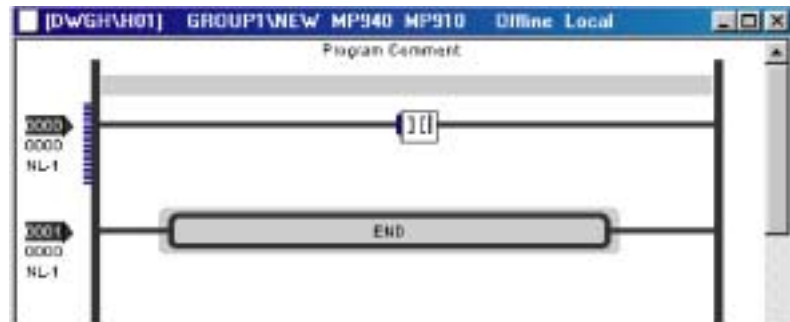 [DWGH\H01] GROUP1\NEW MP940 MP910 Offline Local
Program Comment
0000
0000
NL-1
END
0001
0000
NL-1